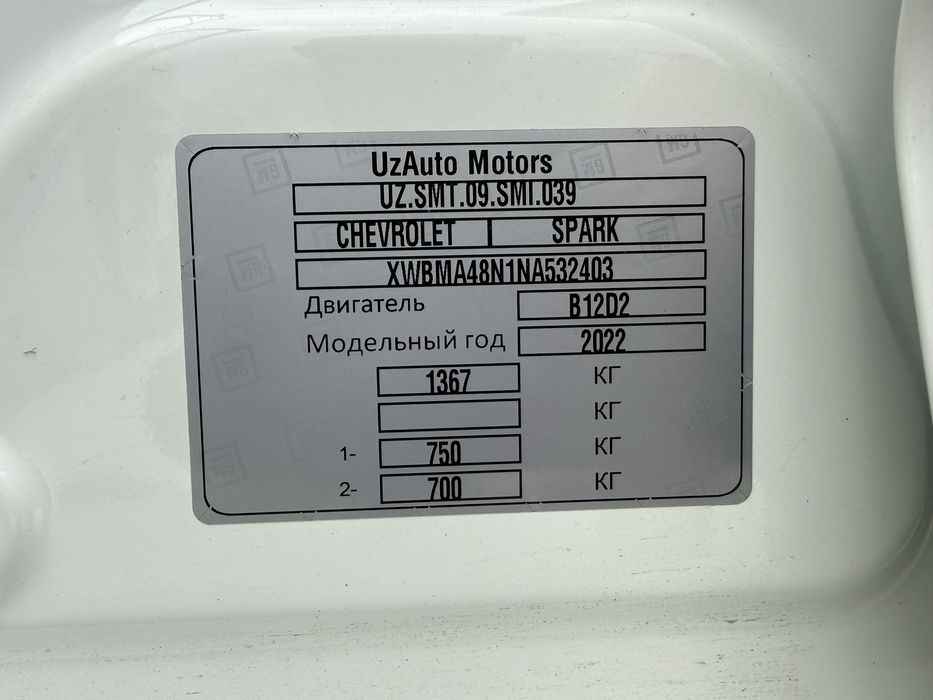 UzAuto Motors
UZ.SMT.09.SMI.039
CHEVROLET SPARK
XWBMA48N1NA532403
Двигатель B12D2
Модельный год 2022
1367 КГ
КГ
1- 750 КГ
2- 700 КГ